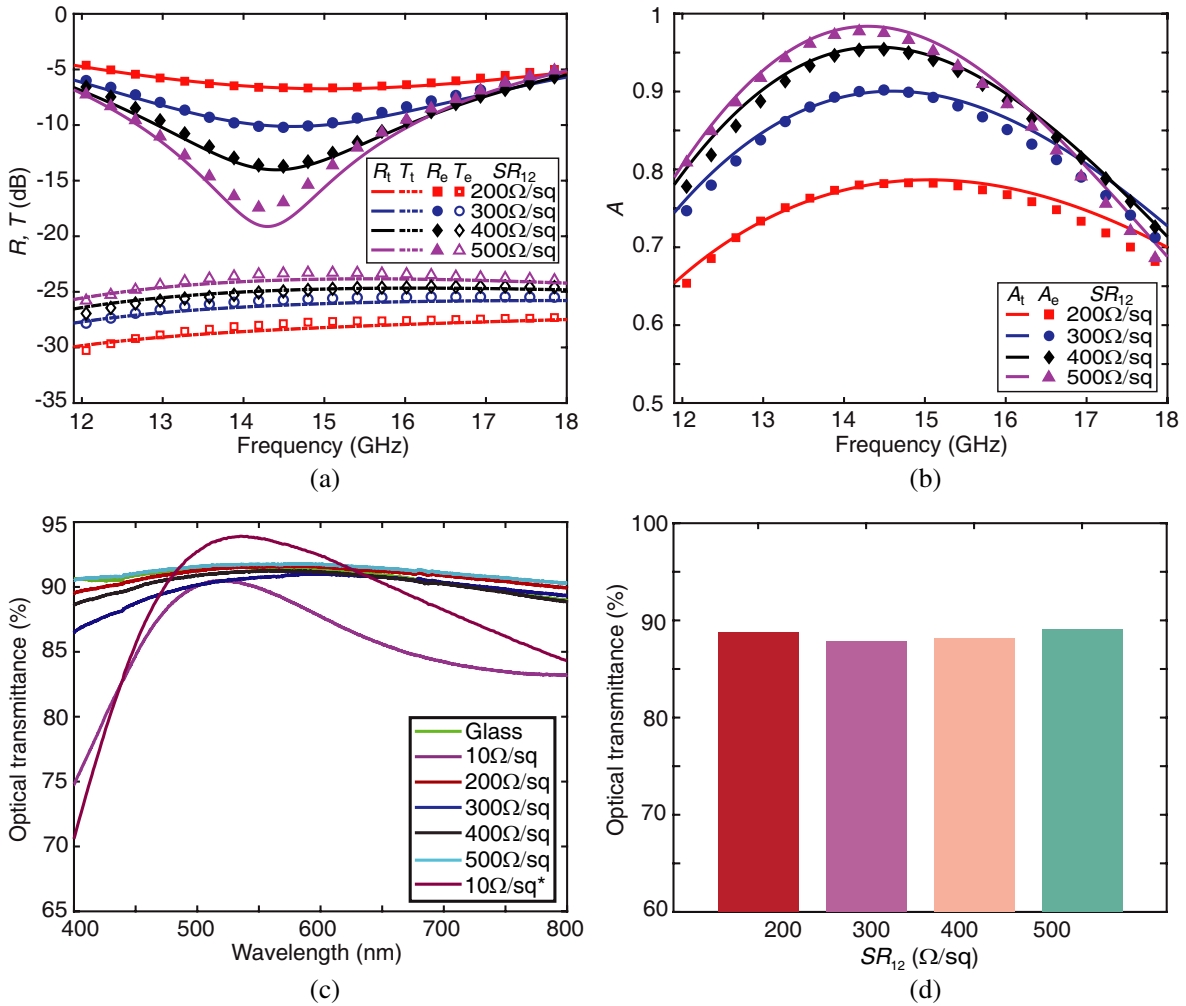 0
-5
-10
-15
-20
-25
-30
-35
R, T (dB)
Rt Tt Re Te SR12
200Ω/sq
300Ω/sq
400Ω/sq
500Ω/sq
12 13 14 15 16 17 18
Frequency (GHz)
(a)
1
0.9
0.8
0.7
0.6
0.5
A
At Ae SR12
200Ω/sq
300Ω/sq
400Ω/sq
500Ω/sq
12 13 14 15 16 17 18
Frequency (GHz)
(b)
95
90
85
80
75
70
65
Optical transmittance (%)
Glass
10Ω/sq
200Ω/sq
300Ω/sq
400Ω/sq
500Ω/sq
10Ω/sq*
400 500 600 700 800
Wavelength (nm)
(c)
100
90
80
70
60
Optical transmittance (%)
200 300 400 500
SR12 (Ω/sq)
(d)